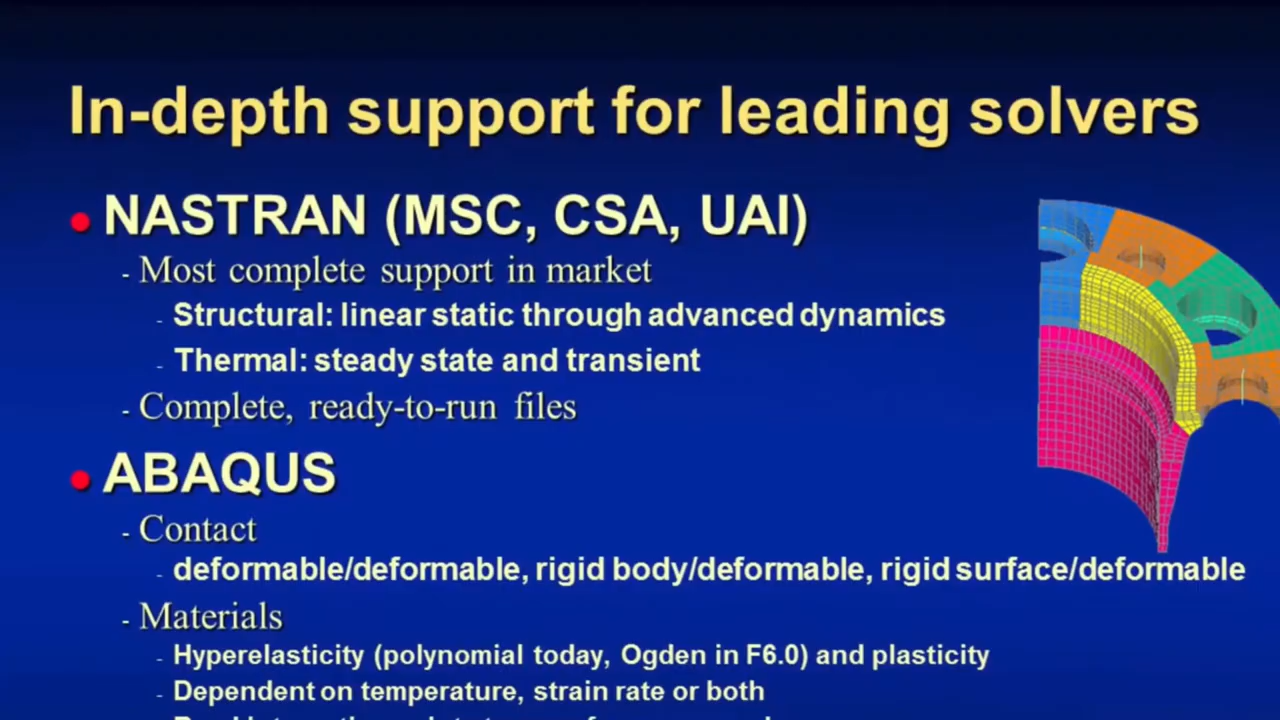 In-depth support for leading solvers
• NASTRAN (MSC, CSA, UAI)
- Most complete support in market
- Structural: linear static through advanced dynamics
- Thermal: steady state and transient
- Complete, ready-to-run files
• ABAQUS
- Contact
- deformable/deformable, rigid body/deformable, rigid surface/deformable
- Materials
- Hyperelasticity (polynomial today, Ogden in F6.0) and plasticity
- Dependent on temperature, strain rate or both